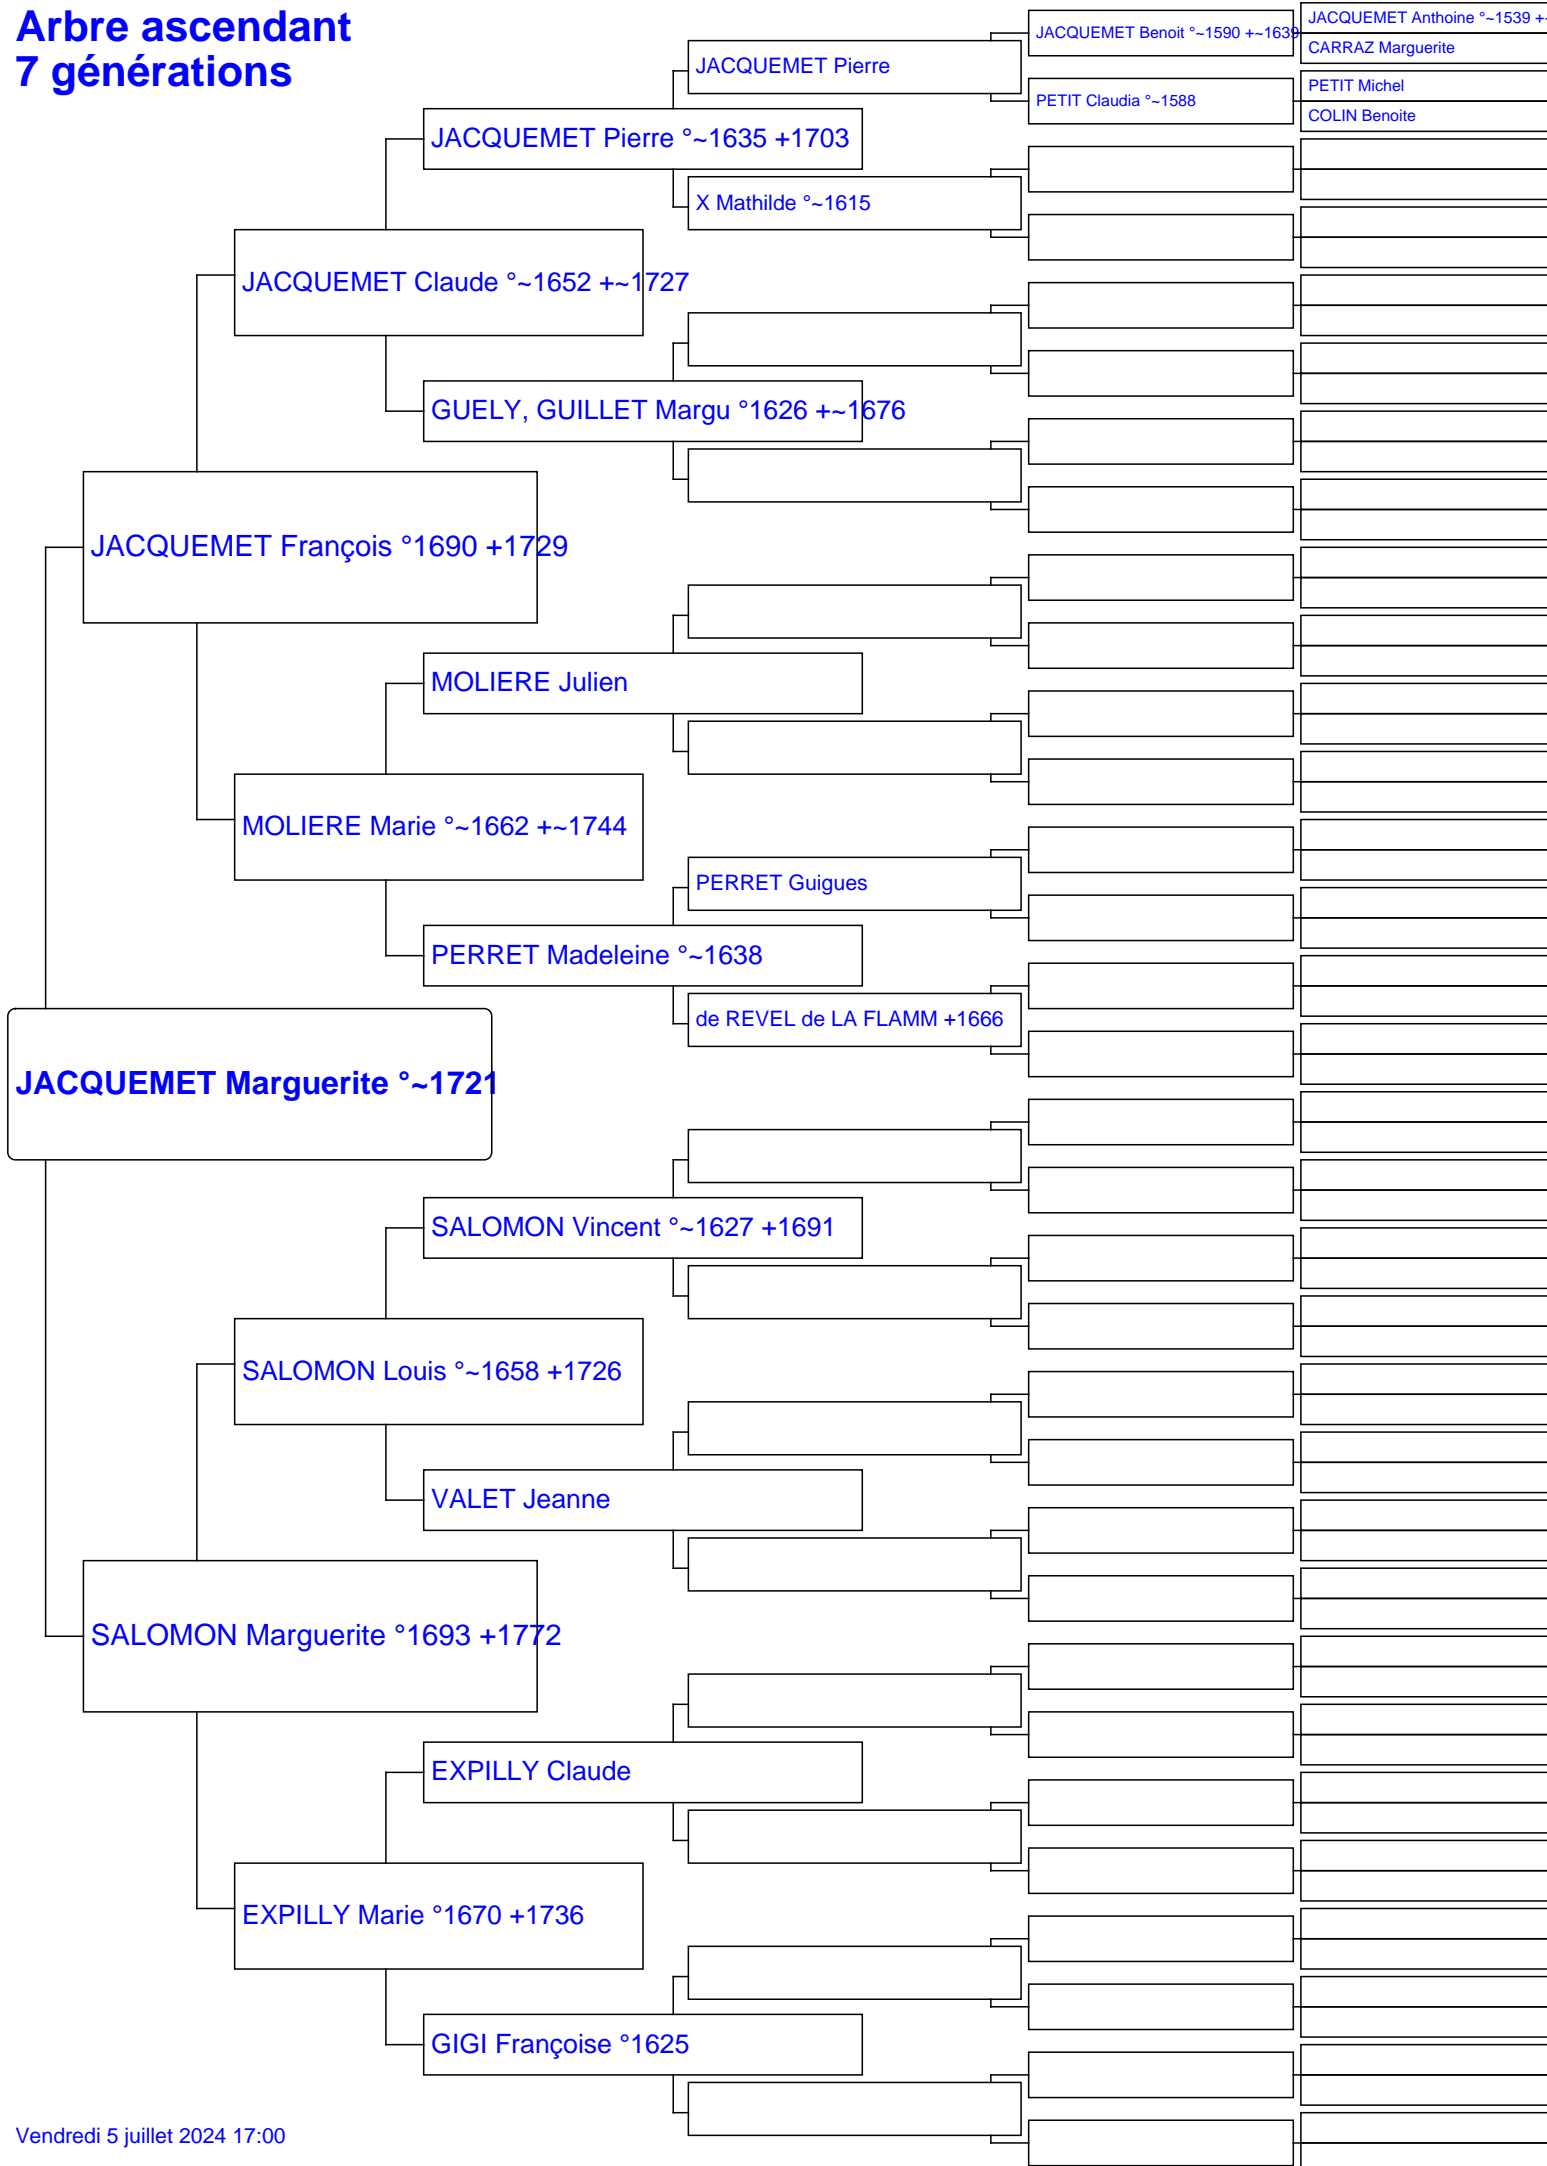 Arbre ascendant
7 générations
JACQUEMET Anthoine °~1539 +
JACQUEMET Benoit °~1590 +~1639
CARRAZ Marguerite
JACQUEMET Pierre
PETIT Michel
PETIT Claudia °~1588
COLIN Benoite
JACQUEMET Pierre °~1635 +1703
X Mathilde °~1615
JACQUEMET Claude °~1652 +~1727
GUELY, GUILLET Margu °1626 +~1676
JACQUEMET François °1690 +1729
MOLIERE Julien
MOLIERE Marie °~1662 +~1744
PERRET Guigues
PERRET Madeleine °~1638
de REVEL de LA FLAMM +1666
JACQUEMET Marguerite °~1721
SALOMON Vincent °~1627 +1691
SALOMON Louis °~1658 +1726
VALET Jeanne
SALOMON Marguerite °1693 +1772
EXPILLY Claude
EXPILLY Marie °1670 +1736
GIGI Françoise °1625
Vendredi 5 juillet 2024 17:00